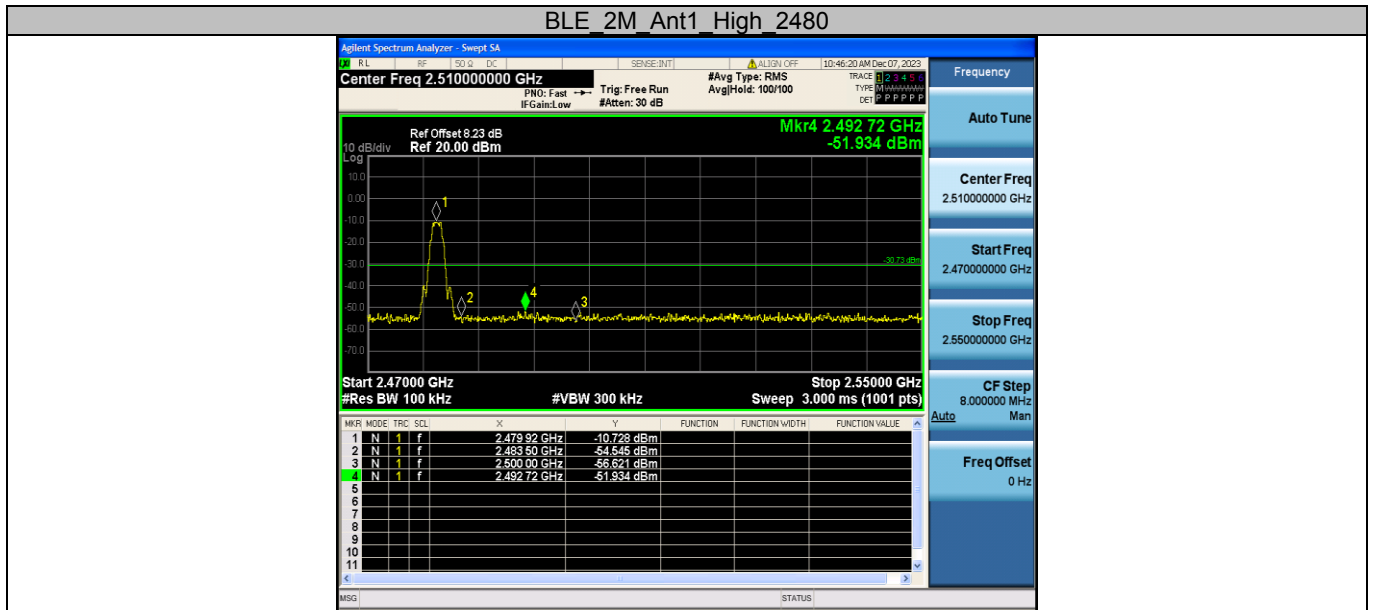 BLE_2M_Ant1_High_2480
Agilent Spectrum Analyzer - Swept SA
RL RF 50 Ω DC SENSE:INT ALIGN OFF 10:46:20 AM Dec 07, 2023
Center Freq 2.510000000 GHz
PNO: Fast
IFGain:Low
Trig: Free Run
#Atten: 30 dB
#Avg Type: RMS
Avg|Hold: 100/100
TRACE 1 2 3 4 5 6
TYPE M WWWWW
DET P P P P P P
Frequency
Auto Tune
Center Freq
2.510000000 GHz
Start Freq
2.470000000 GHz
Stop Freq
2.550000000 GHz
CF Step
8.000000 MHz
Auto Man
Freq Offset
0 Hz
Mkr4 2.492 72 GHz
-51.934 dBm
Ref Offset 8.23 dB
10 dB/div Ref 20.00 dBm
Log
10.0
0.00
-10.0
-20.0
-30.0
-40.0
-50.0
-60.0
-70.0
1
2
4
3
-30.73 dBm
Start 2.47000 GHz Stop 2.55000 GHz
#Res BW 100 kHz #VBW 300 kHz Sweep 3.000 ms (1001 pts)
MKR MODE TRC SCL X Y FUNCTION FUNCTION WIDTH FUNCTION VALUE
1 N 1 f 2.479 92 GHz -10.728 dBm
2 N 1 f 2.483 50 GHz -54.545 dBm
3 N 1 f 2.500 00 GHz -56.621 dBm
4 N 1 f 2.492 72 GHz -51.934 dBm
5
6
7
8
9
10
11
MSG STATUS